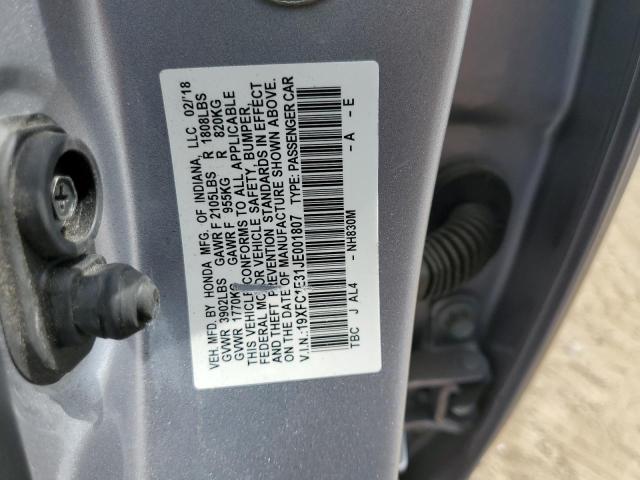 VEH. MFD. BY HONDA MFG. OF INDIANA, LLC 02/'18
GVWR 3902LBS GAWR F 2105LBS R 1808LBS
GVWR 1770KG GAWR F 955KG R 820KG
THIS VEHICLE CONFORMS TO ALL APPLICABLE
FEDERAL MOTOR VEHICLE SAFETY, BUMPER,
AND THEFT PREVENTION STANDARDS IN EFFECT
ON THE DATE OF MANUFACTURE SHOWN ABOVE.
V.I.N.: 19XFC1E31JE001807 TYPE: PASSENGER CAR
TBC J AL4 - NH830M - A - E